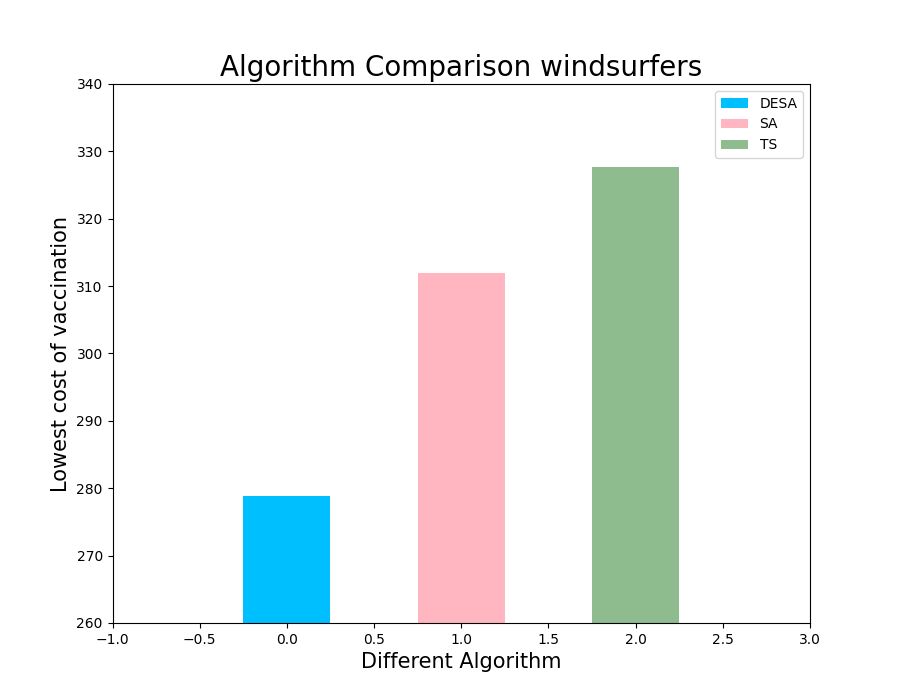 Algorithm Comparison windsurfers
340
330
320
310
300
290
280
270
260
Lowest cost of vaccination
DESA
SA
TS
−1.0 −0.5 0.0 0.5 1.0 1.5 2.0 2.5 3.0
Different Algorithm